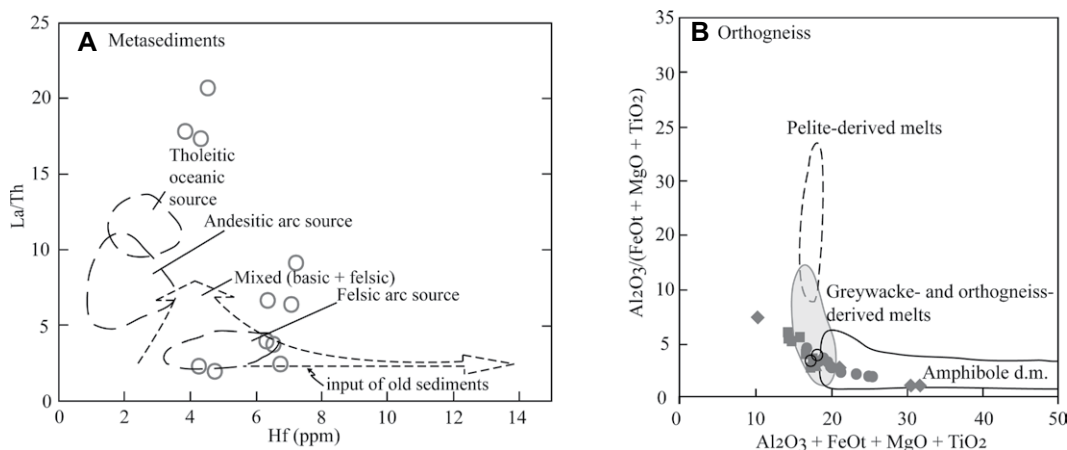 A Metasediments
25
20
15
10
5
0
La/Th
Tholeitic
oceanic
source
Andesitic arc source
Mixed (basic + felsic)
Felsic arc source
input of old sediments
0
2
4
6
8
10
12
14
Hf (ppm)
B Orthogneiss
35
35
25
30
10
5
0
Al2O3/(FeOt + MgO + TiO2)
Pelite-derived melts
Greywacke- and orthogneiss-
derived melts
Amphibole d.m.
0
10
20
30
40
50
Al2O3 + FeOt + MgO + TiO2